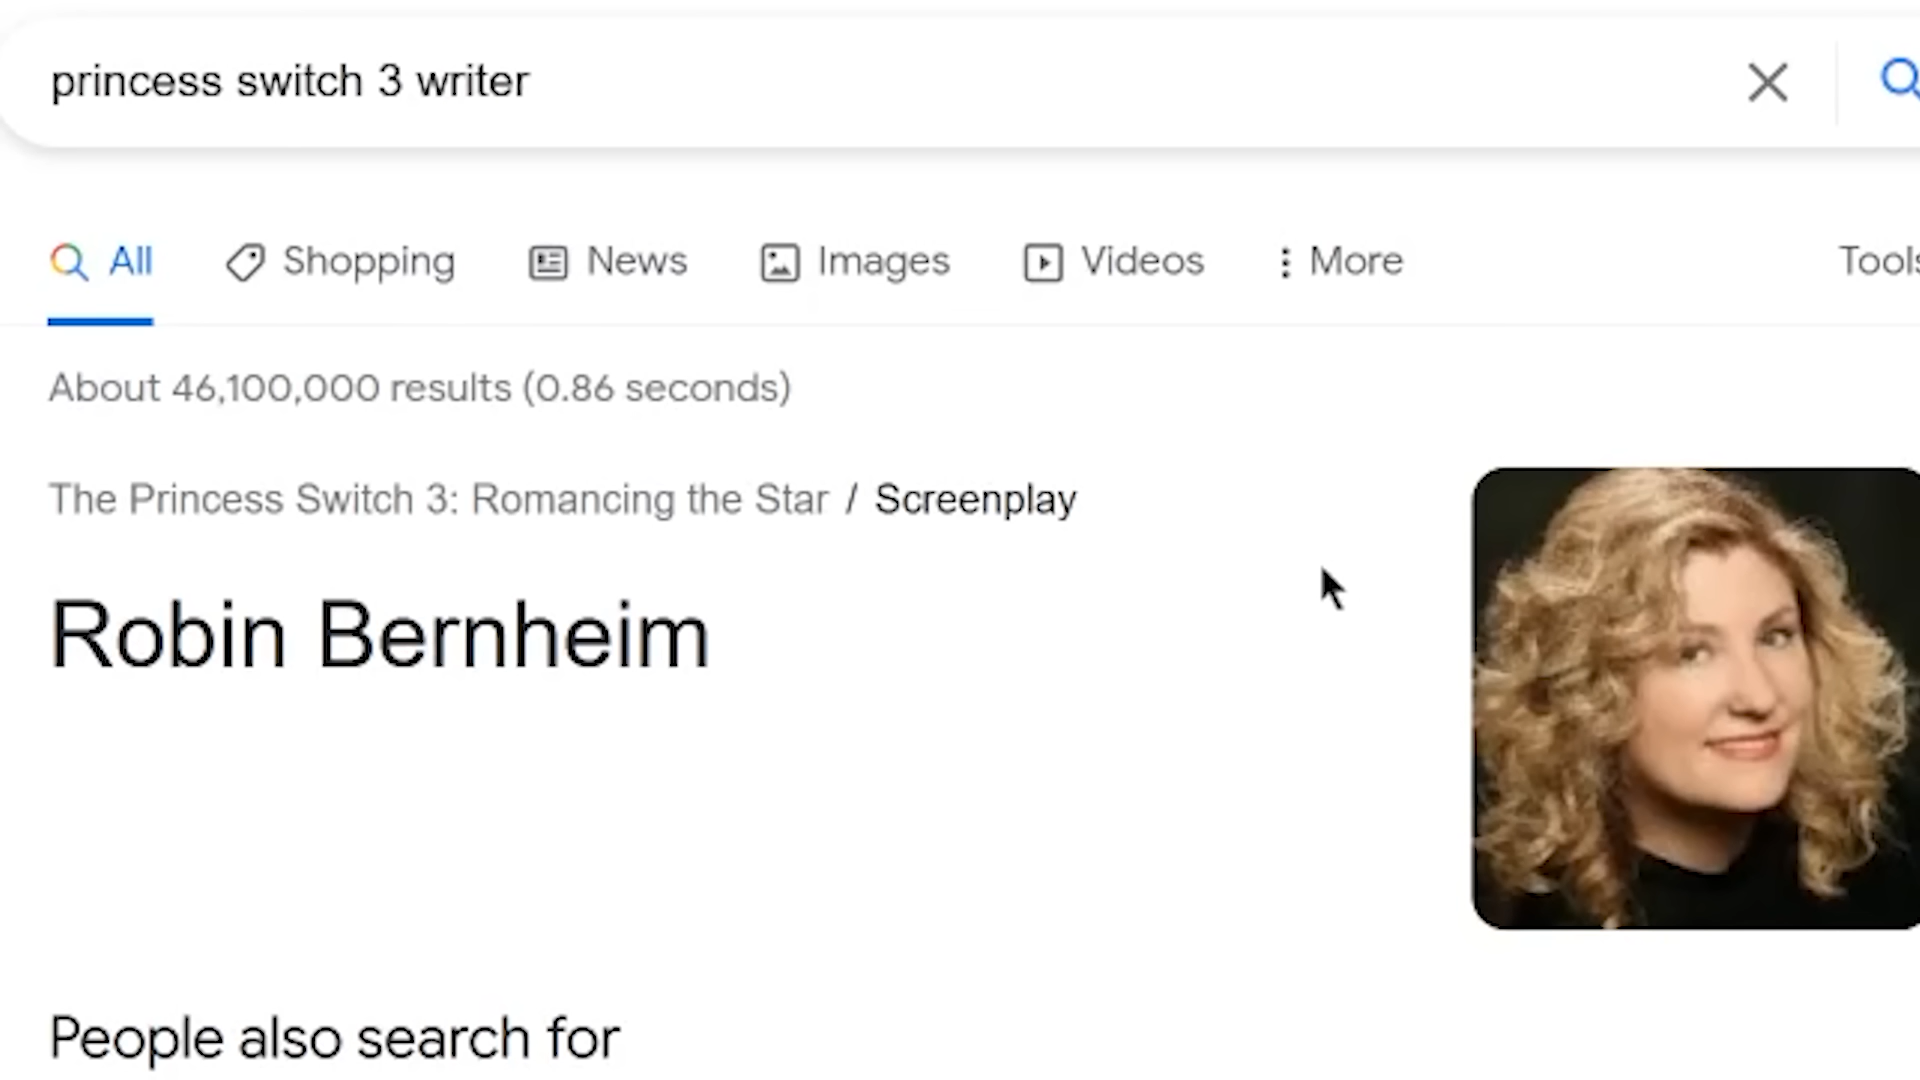 princess switch 3 writer
All Shopping News Images Videos More Tools
About 46,100,000 results (0.86 seconds)
The Princess Switch 3: Romancing the Star / Screenplay
Robin Bernheim
People also search for